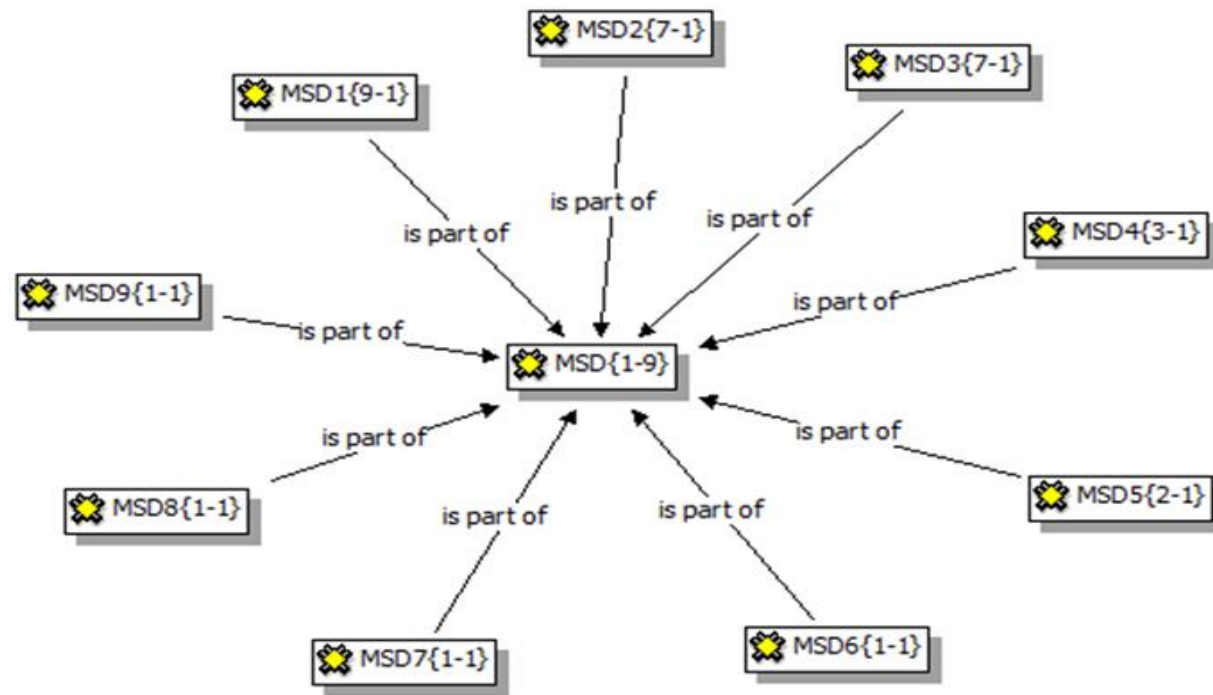 MSD2{7-1}
MSD3{7-1}
MSD1{9-1}
is part of
is part of
is part of
MSD4{3-1}
MSD9{1-1}
is part of
is part of
MSD{1-9}
is part of
is part of
MSD8{1-1}
MSD5{2-1}
is part of
is part of
MSD7{1-1}
MSD6{1-1}